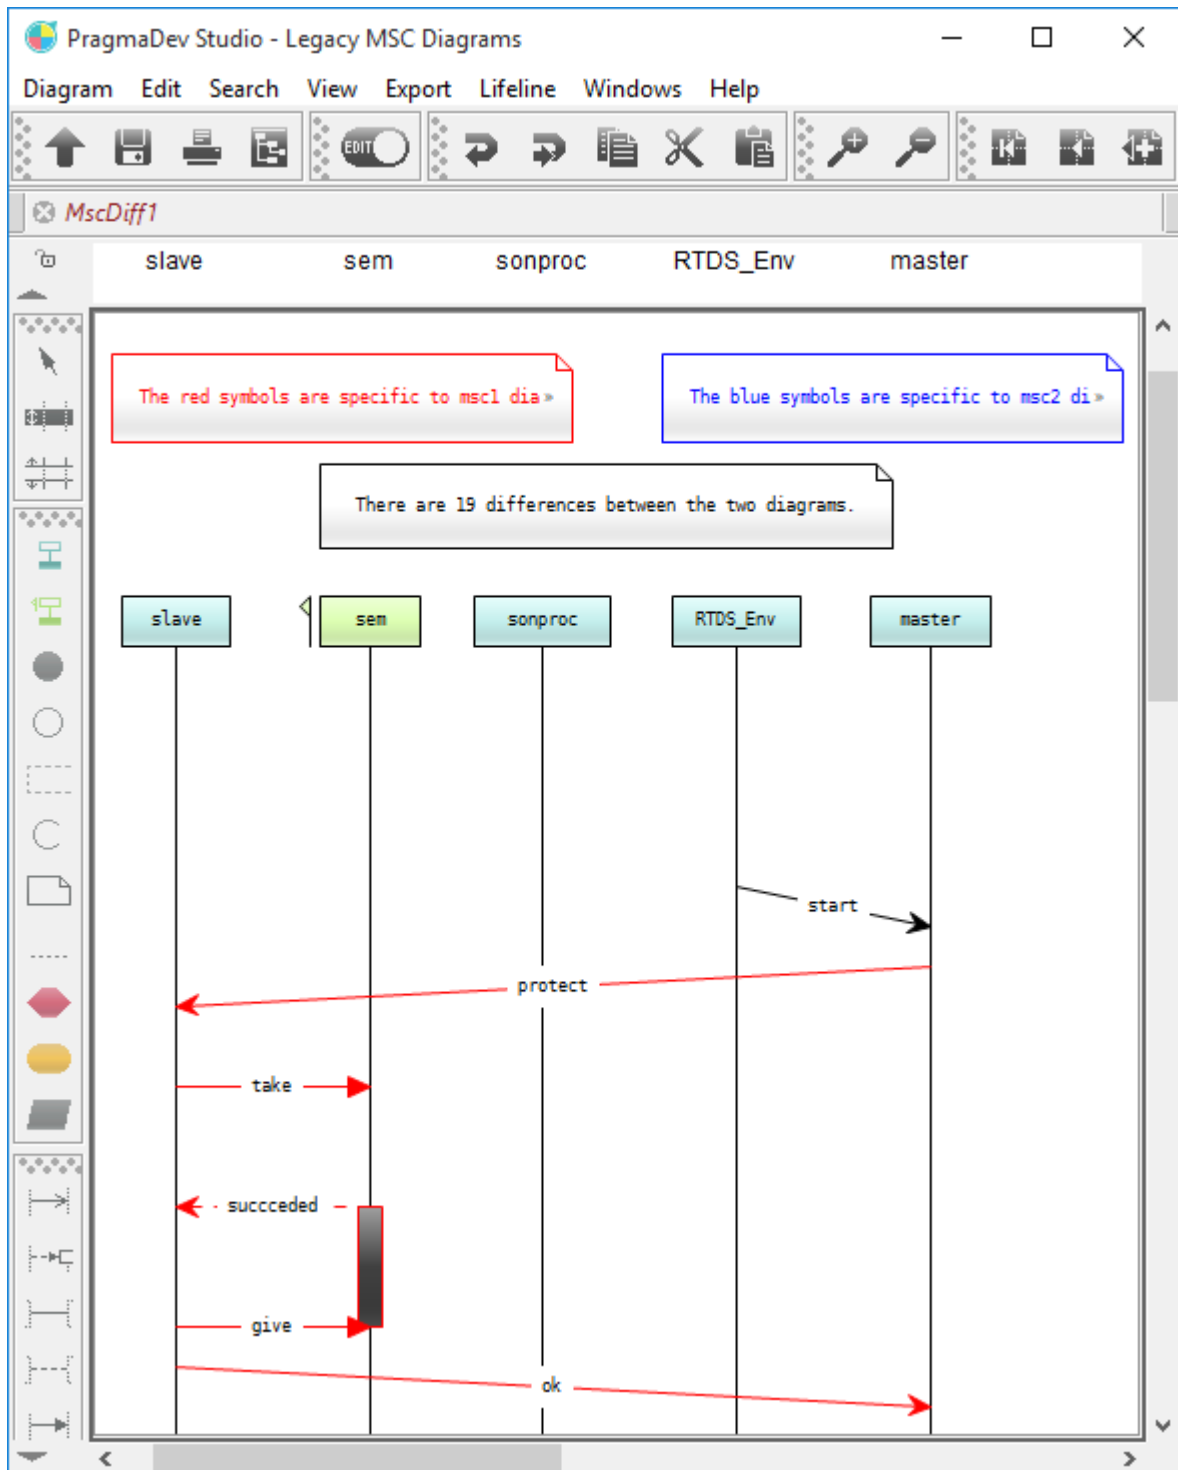 PragmaDev Studio - Legacy MSC Diagrams
Diagram Edit Search View Export Lifeline Windows Help
EDIT
MscDiff1
slave sem sonproc RTDS_Env master
The red symbols are specific to msc1 dia»
The blue symbols are specific to msc2 di»
There are 19 differences between the two diagrams.
slave sem sonproc RTDS_Env master
start
protect
take
succceded
give
ok